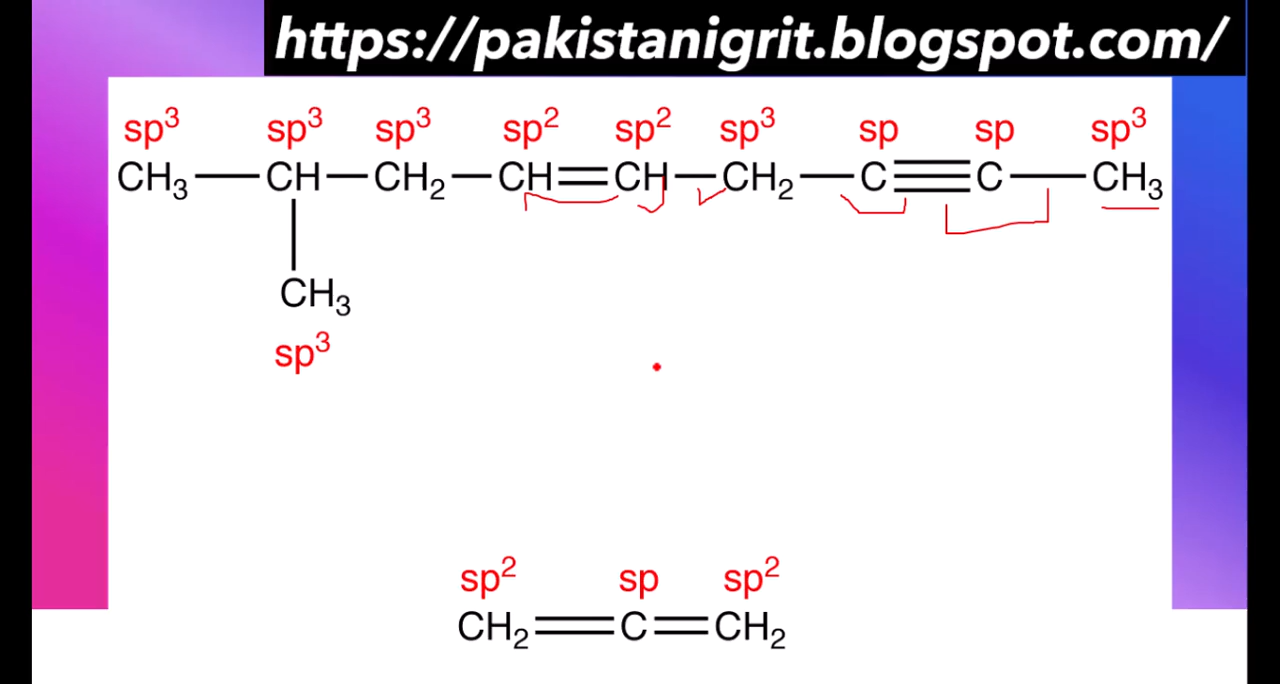 https://pakistanigrit.blogspot.com/
sp³ sp³ sp³ sp² sp² sp³ sp sp sp³
CH₃—CH—CH₂—CH=CH—CH₂—C≡C—CH₃
CH₃
sp³
sp² sp sp²
CH₂=C=CH₂